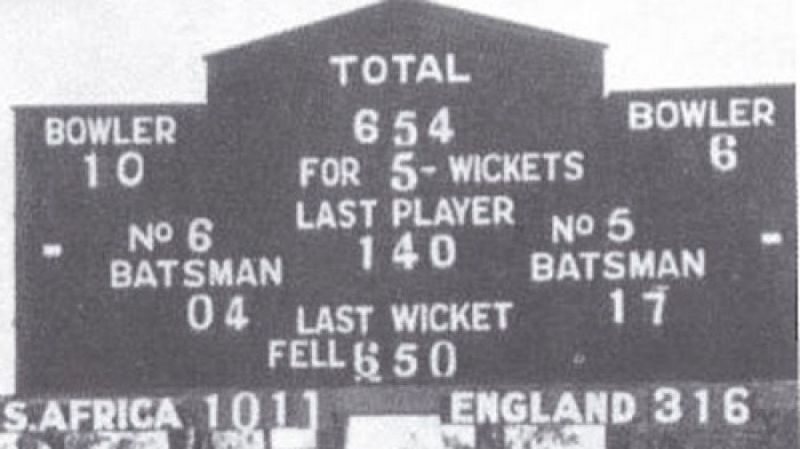 TOTAL
654
FOR 5- WICKETS
LAST PLAYER
140
LAST WICKET
FELL 650
BOWLER
10
No 6
BATSMAN
04
BOWLER
6
No 5
BATSMAN
17
S.AFRICA 1011
ENGLAND 316